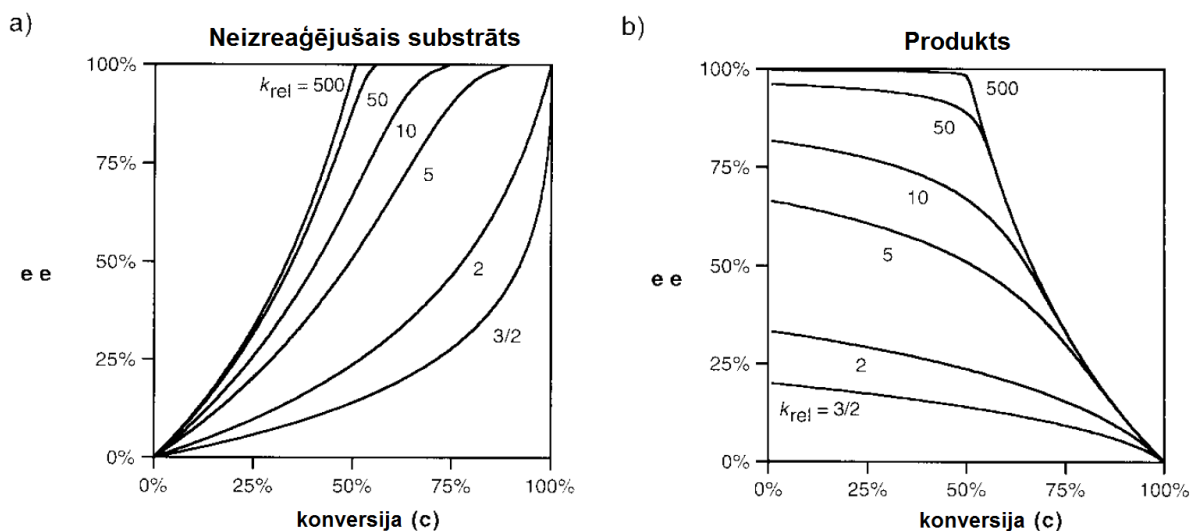 a)
Neizreaģējušais substrāts
100%
75%
50%
25%
0%
e e
k rel = 500
50
10
5
2
3/2
0% 25% 50% 75% 100%
konversija (c)
b)
Produkts
100%
75%
50%
25%
0%
e e
500
50
10
5
2
k rel = 3/2
0% 25% 50% 75% 100%
konversija (c)